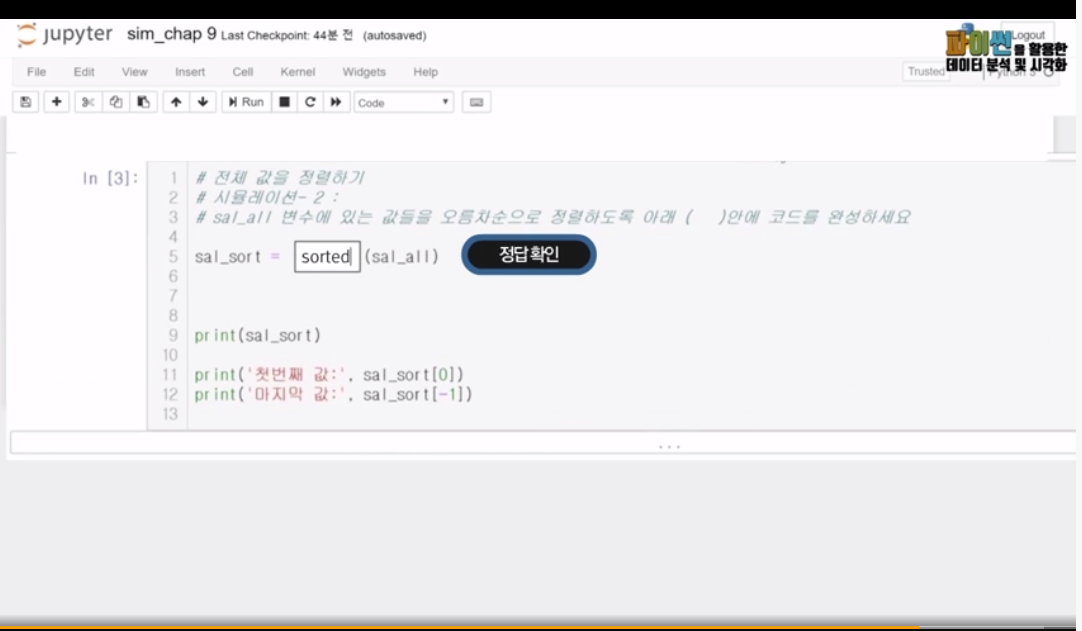 jupyter sim_chap 9 Last Checkpoint: 44분 전 (autosaved)
Logout
파이썬을 활용한
데이터 분석 및 시각화
File Edit View Insert Cell Kernel Widgets Help
Trusted Python 3
Run Code
In [3]:
1 # 전체 값을 정렬하기
2 # 시뮬레이션- 2 :
3 # sal_all 변수에 있는 값들을 오름차순으로 정렬하도록 아래 (   )안에 코드를 완성하세요
4
5 sal_sort = sorted (sal_all) 정답 확인
6
7
8
9 print(sal_sort)
10
11 print('첫번째 값:', sal_sort[0])
12 print('마지막 값:', sal_sort[-1])
13
...